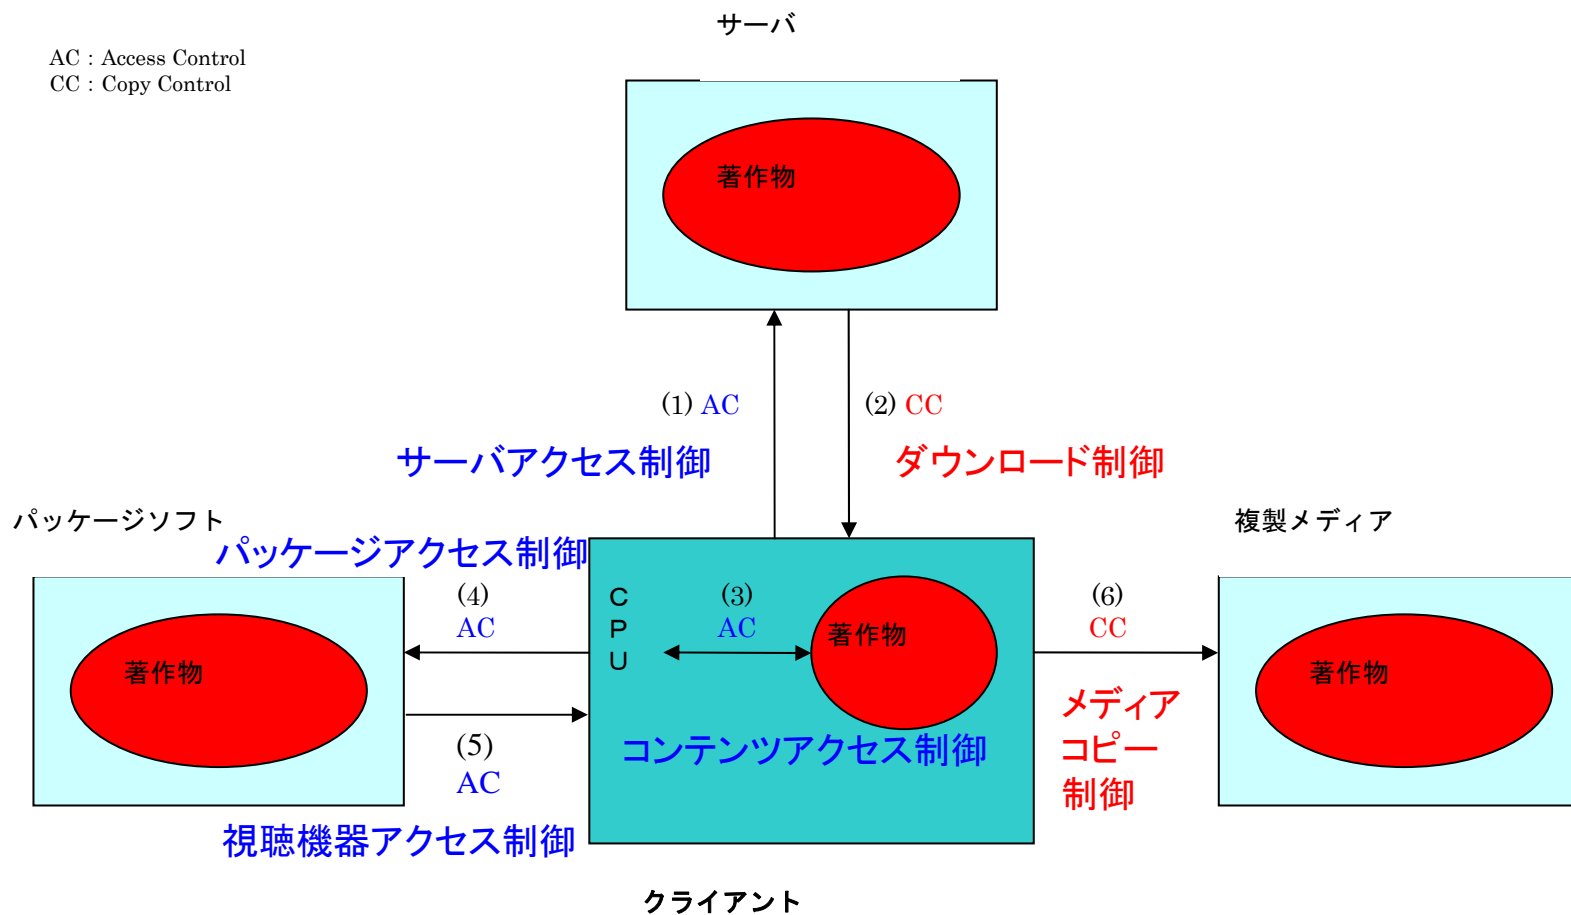 サーバ
AC : Access Control
CC : Copy Control
著作物
(1) AC
(2) CC
サーバアクセス制御
ダウンロード制御
パッケージソフト
複製メディア
パッケージアクセス制御
(4)
AC
C
P
U
(3)
AC
著作物
(6)
CC
著作物
著作物
メディア
コピー
制御
(5)
AC
コンテンツアクセス制御
視聴機器アクセス制御
クライアント